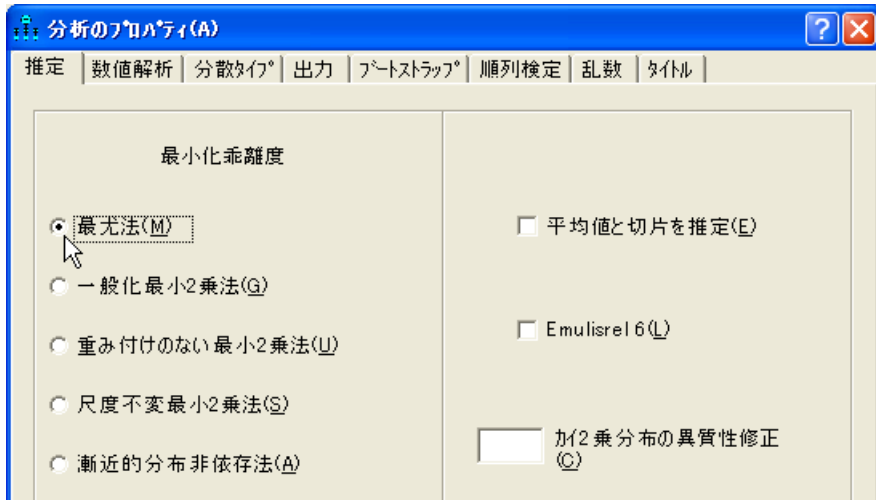 分析のﾌﾟﾛﾊﾟﾃｨ(A)
推定 数値解析 分散ﾀｲﾌﾟ 出力 ﾌﾞｰﾄｽﾄﾗｯﾌﾟ 順列検定 乱数 ﾀｲﾄﾙ
最小化乖離度
最尤法(M)
一般化最小2乗法(G)
重み付けのない最小2乗法(U)
尺度不変最小2乗法(S)
漸近的分布非依存法(A)
平均値と切片を推定(E)
Emulisrel 6(L)
ｶｲ2乗分布の異質性修正
(C)